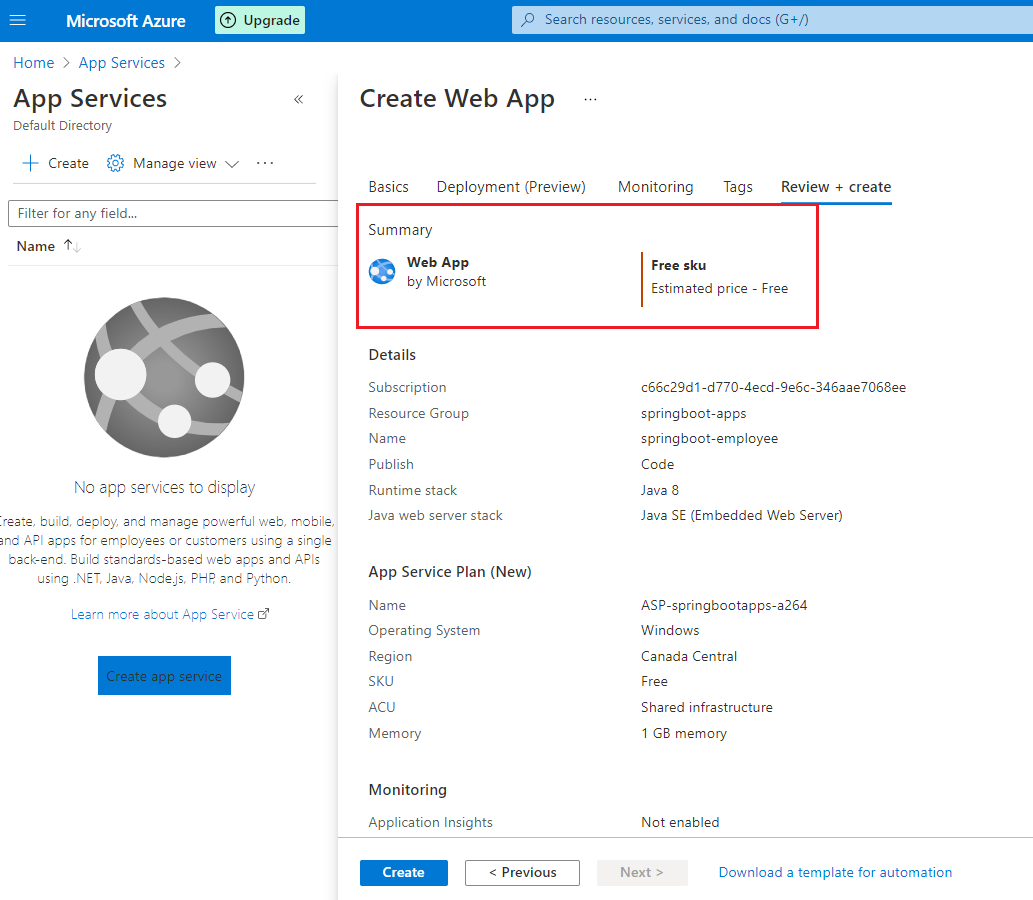 Microsoft Azure
Upgrade
Search resources, services, and docs (G+/)
Home > App Services >
App Services
«
Default Directory
+ Create
Manage view
...
Filter for any field...
Name ↑↓
No app services to display
Create, build, deploy, and manage powerful web, mobile,
and API apps for employees or customers using a single
back-end. Build standards-based web apps and APIs
using .NET, Java, Node.js, PHP, and Python.
Learn more about App Service
Create app service
Create Web App
...
Basics
Deployment (Preview)
Monitoring
Tags
Review + create
Summary
Web App
by Microsoft
Free sku
Estimated price - Free
Details
Subscription c66c29d1-d770-4ecd-9e6c-346aae7068ee
Resource Group springboot-apps
Name springboot-employee
Publish Code
Runtime stack Java 8
Java web server stack Java SE (Embedded Web Server)
App Service Plan (New)
Name ASP-springbootapps-a264
Operating System Windows
Region Canada Central
SKU Free
ACU Shared infrastructure
Memory 1 GB memory
Monitoring
Application Insights Not enabled
Create
< Previous
Next >
Download a template for automation